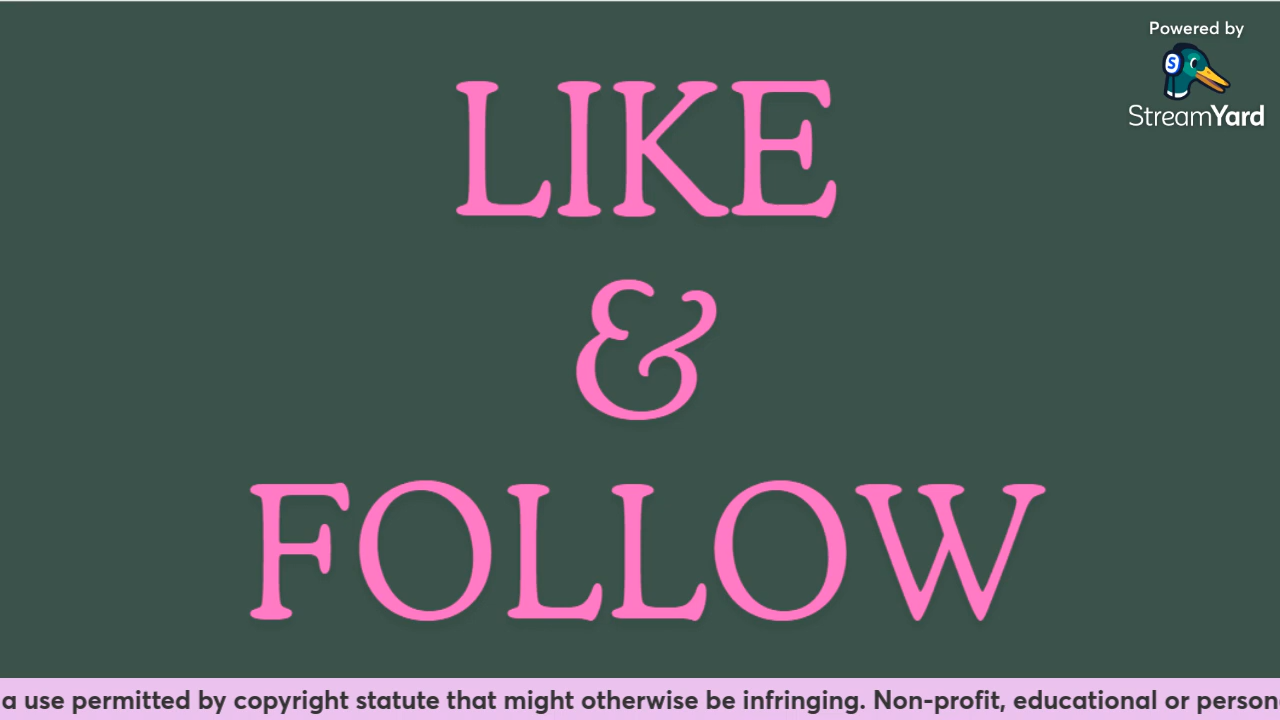 Powered by
S
StreamYard
LIKE
&
FOLLOW
a use permitted by copyright statute that might otherwise be infringing. Non-profit, educational or person